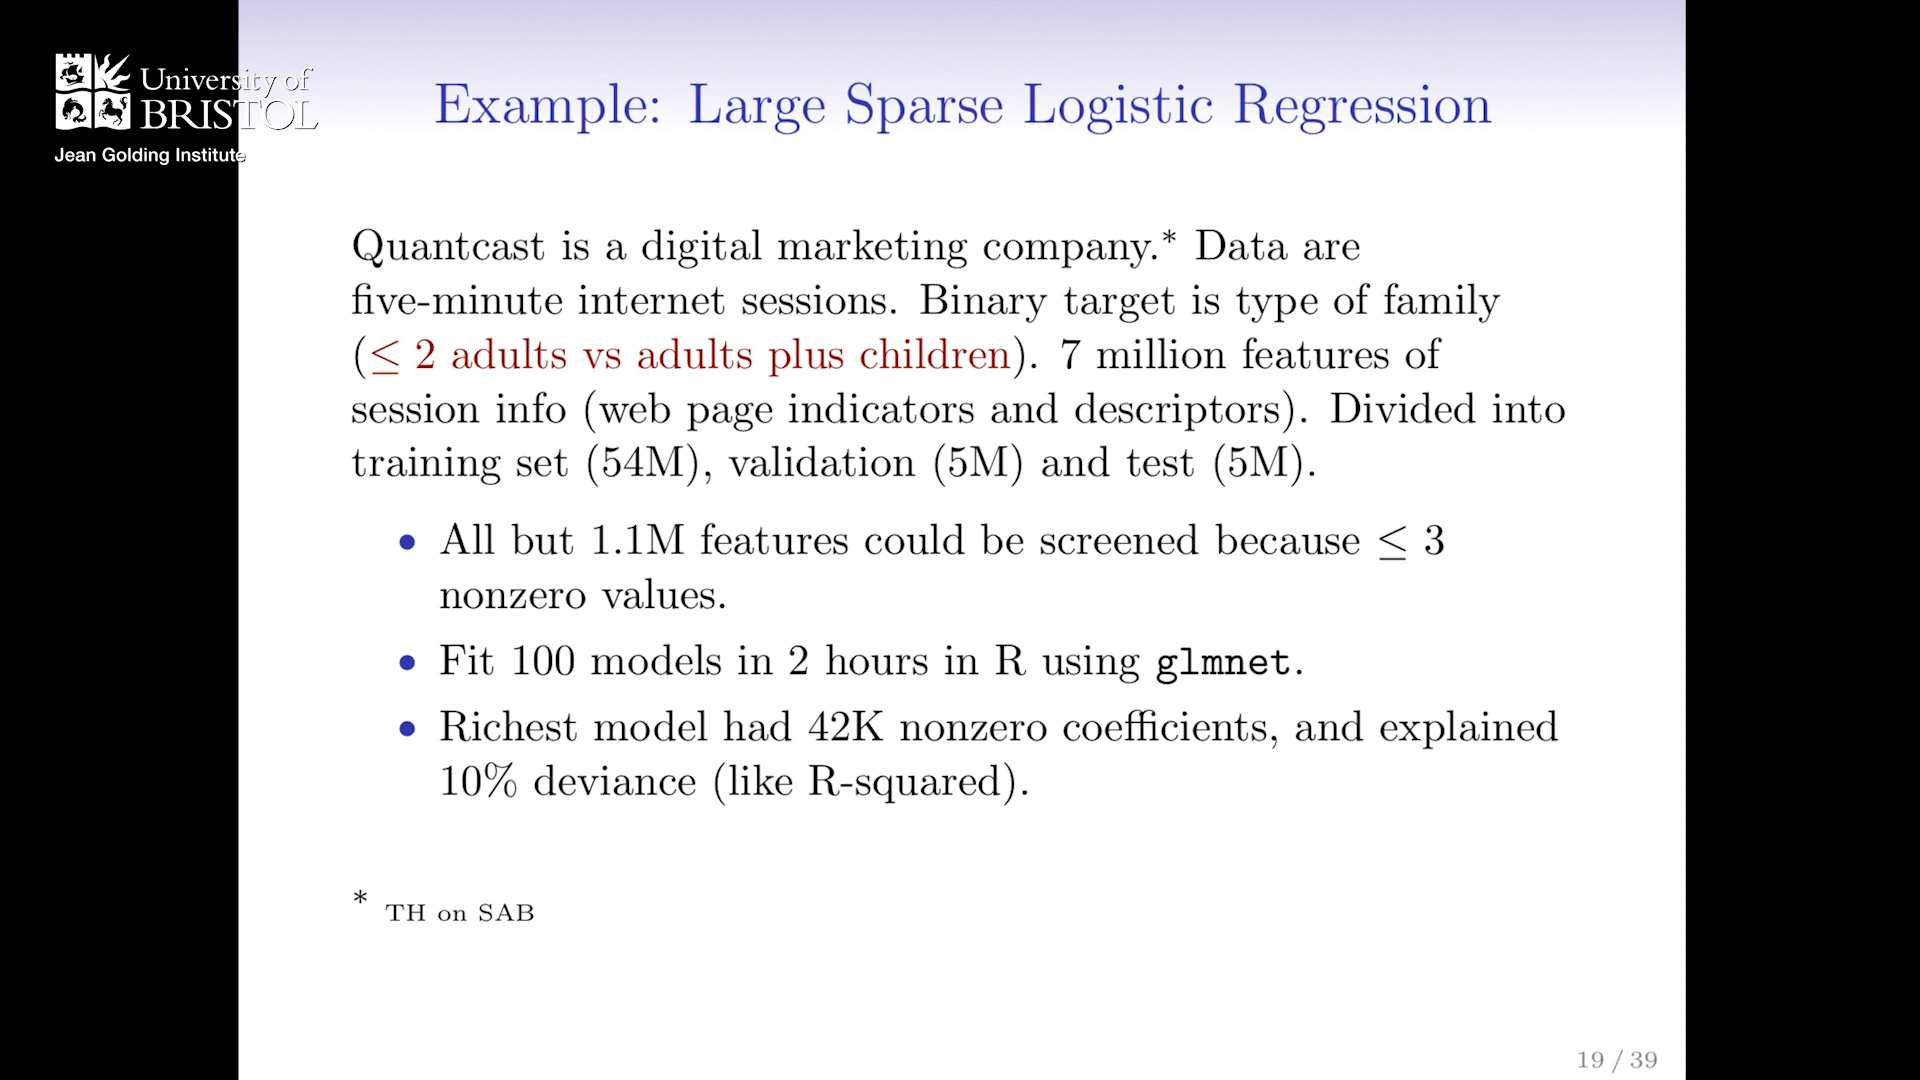 University of
BRISTOL
Jean Golding Institute
Example: Large Sparse Logistic Regression
Quantcast is a digital marketing company.* Data are
five-minute internet sessions. Binary target is type of family
(≤ 2 adults vs adults plus children). 7 million features of
session info (web page indicators and descriptors). Divided into
training set (54M), validation (5M) and test (5M).
• All but 1.1M features could be screened because ≤ 3
nonzero values.
• Fit 100 models in 2 hours in R using glmnet.
• Richest model had 42K nonzero coefficients, and explained
10% deviance (like R-squared).
* TH on SAB
19 / 39